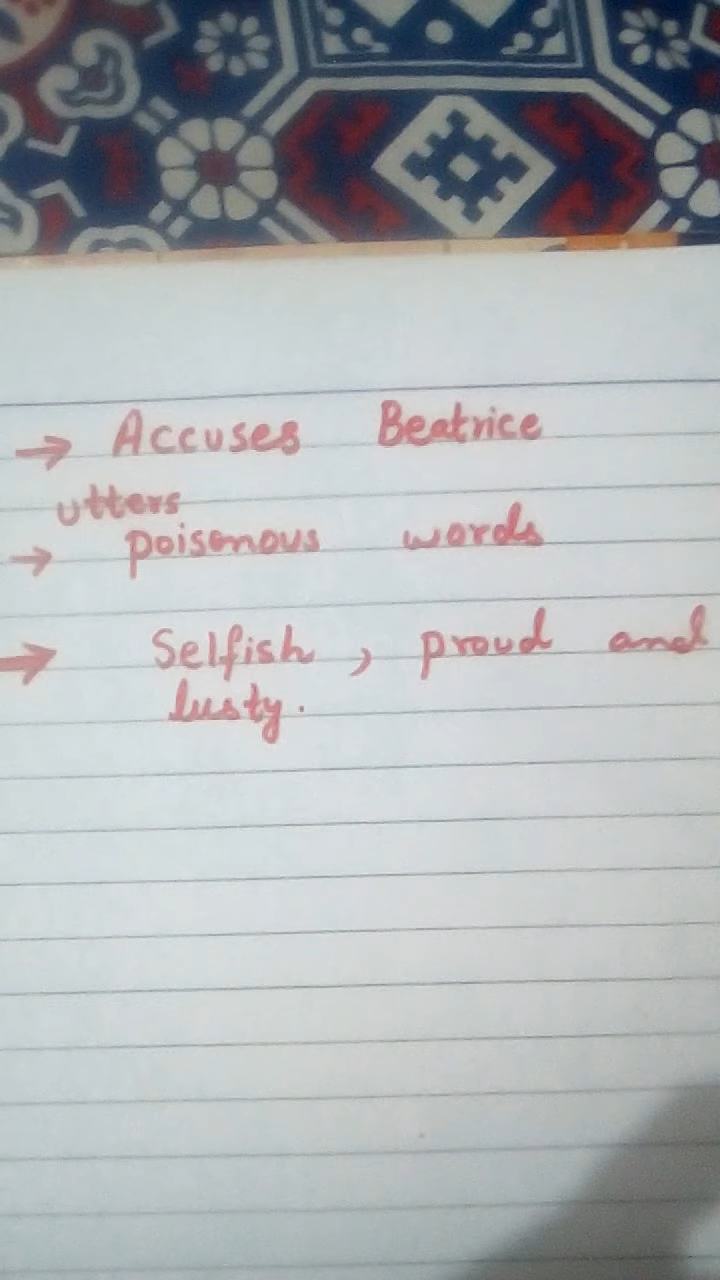 → Accuses Beatrice
utters
→ poisonous words
→ Selfish, proud and
lusty.